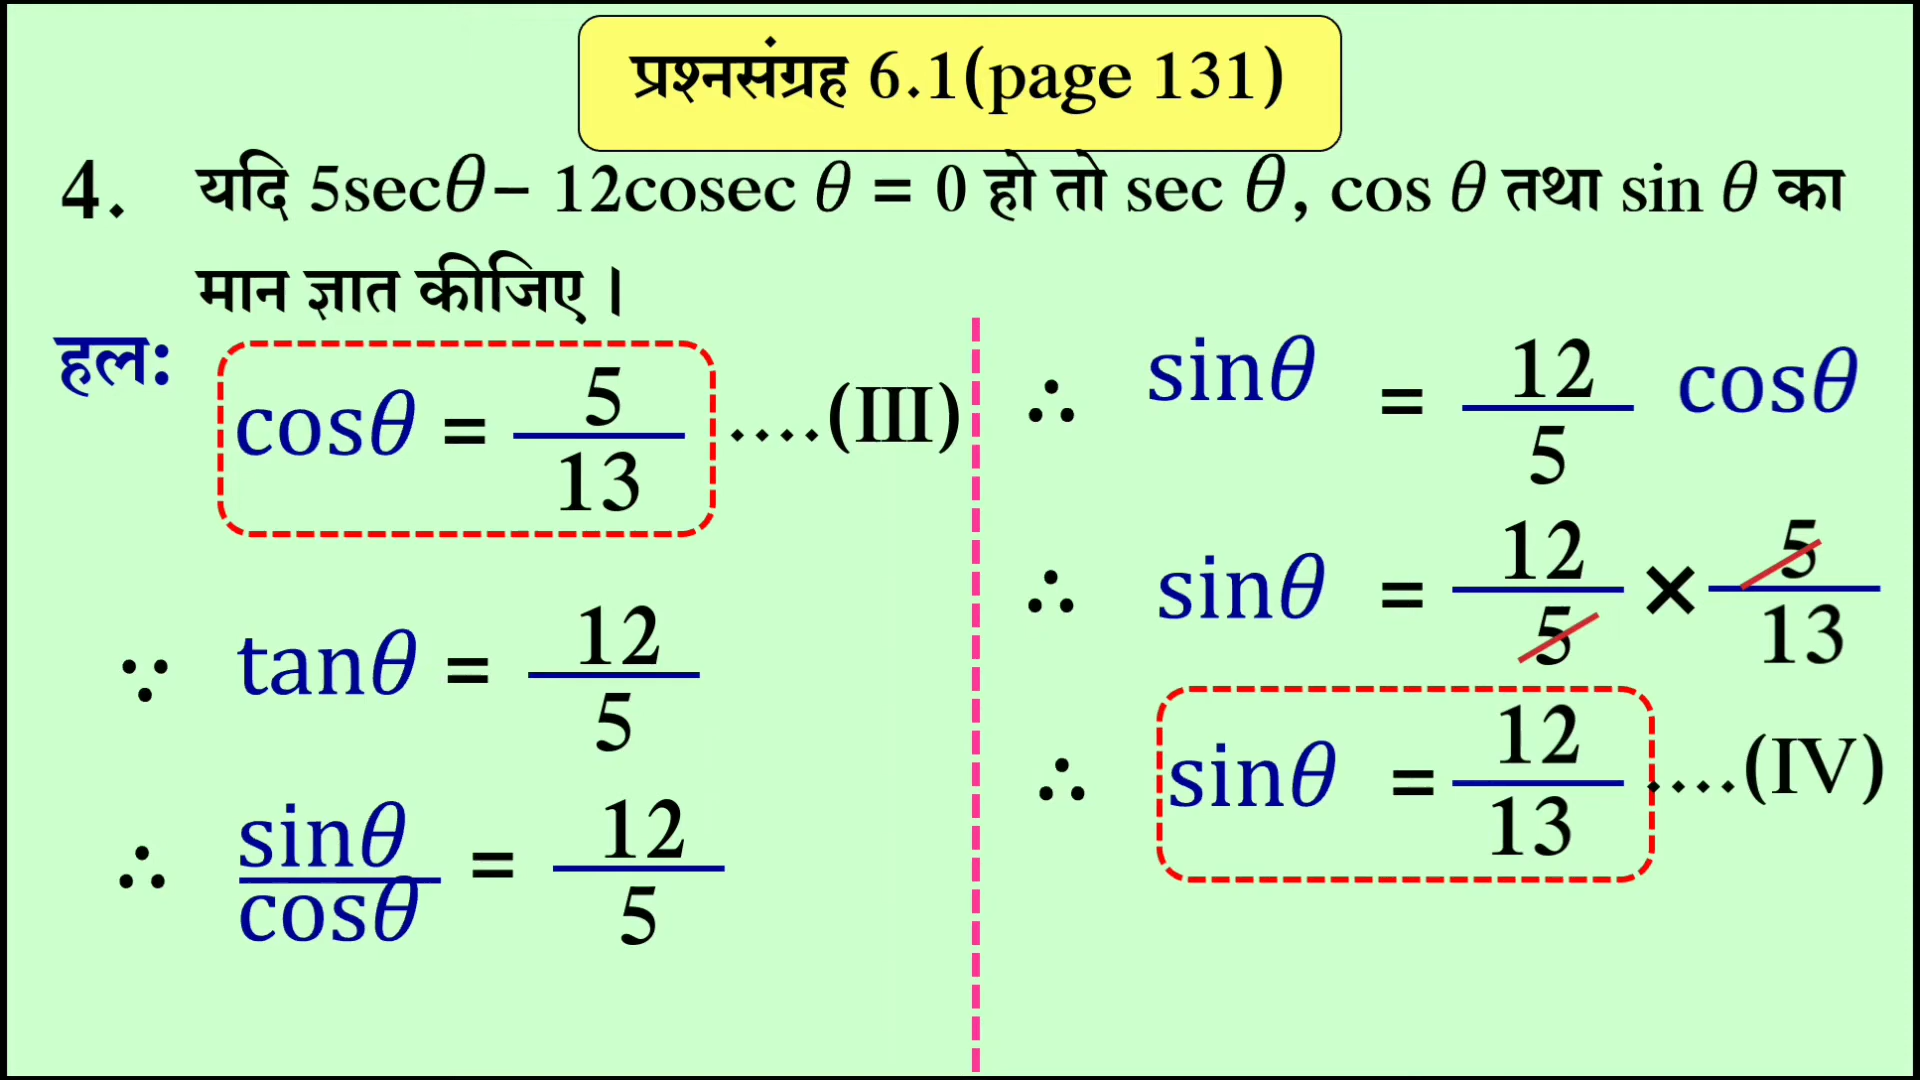 प्रश्नसंग्रह 6.1(page 131)
4. यदि 5secθ – 12cosec θ = 0 हो तो sec θ, cos θ तथा sin θ का
मान ज्ञात कीजिए ।
हल:
cosθ = 5/13 ....(III)
∵ tanθ = 12/5
∴ sinθ/cosθ = 12/5
∴ sinθ = 12/5 cosθ
∴ sinθ = 12/5 × 5/13
∴ sinθ = 12/13 ....(IV)